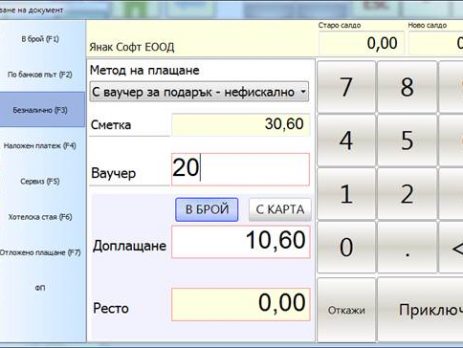 ване на документ
Старо салдо
Ново салдо
В брой (F1)
Янак Софт ЕООД
0,00
0,00
По банков път (F2)
Метод на плащане
С ваучер за подарък - нефискално
7
8
Безналично (F3)
Сметка
30,60
Наложен платеж (F4)
4
5
Ваучер
20
Сервиз (F5)
1
2
В БРОЙ
С КАРТА
Хотелска стая (F6)
Доплащане
10,60
0
.
<
Отложено плащане (F7)
ФП
Ресто
0,00
Откажи
Приключ